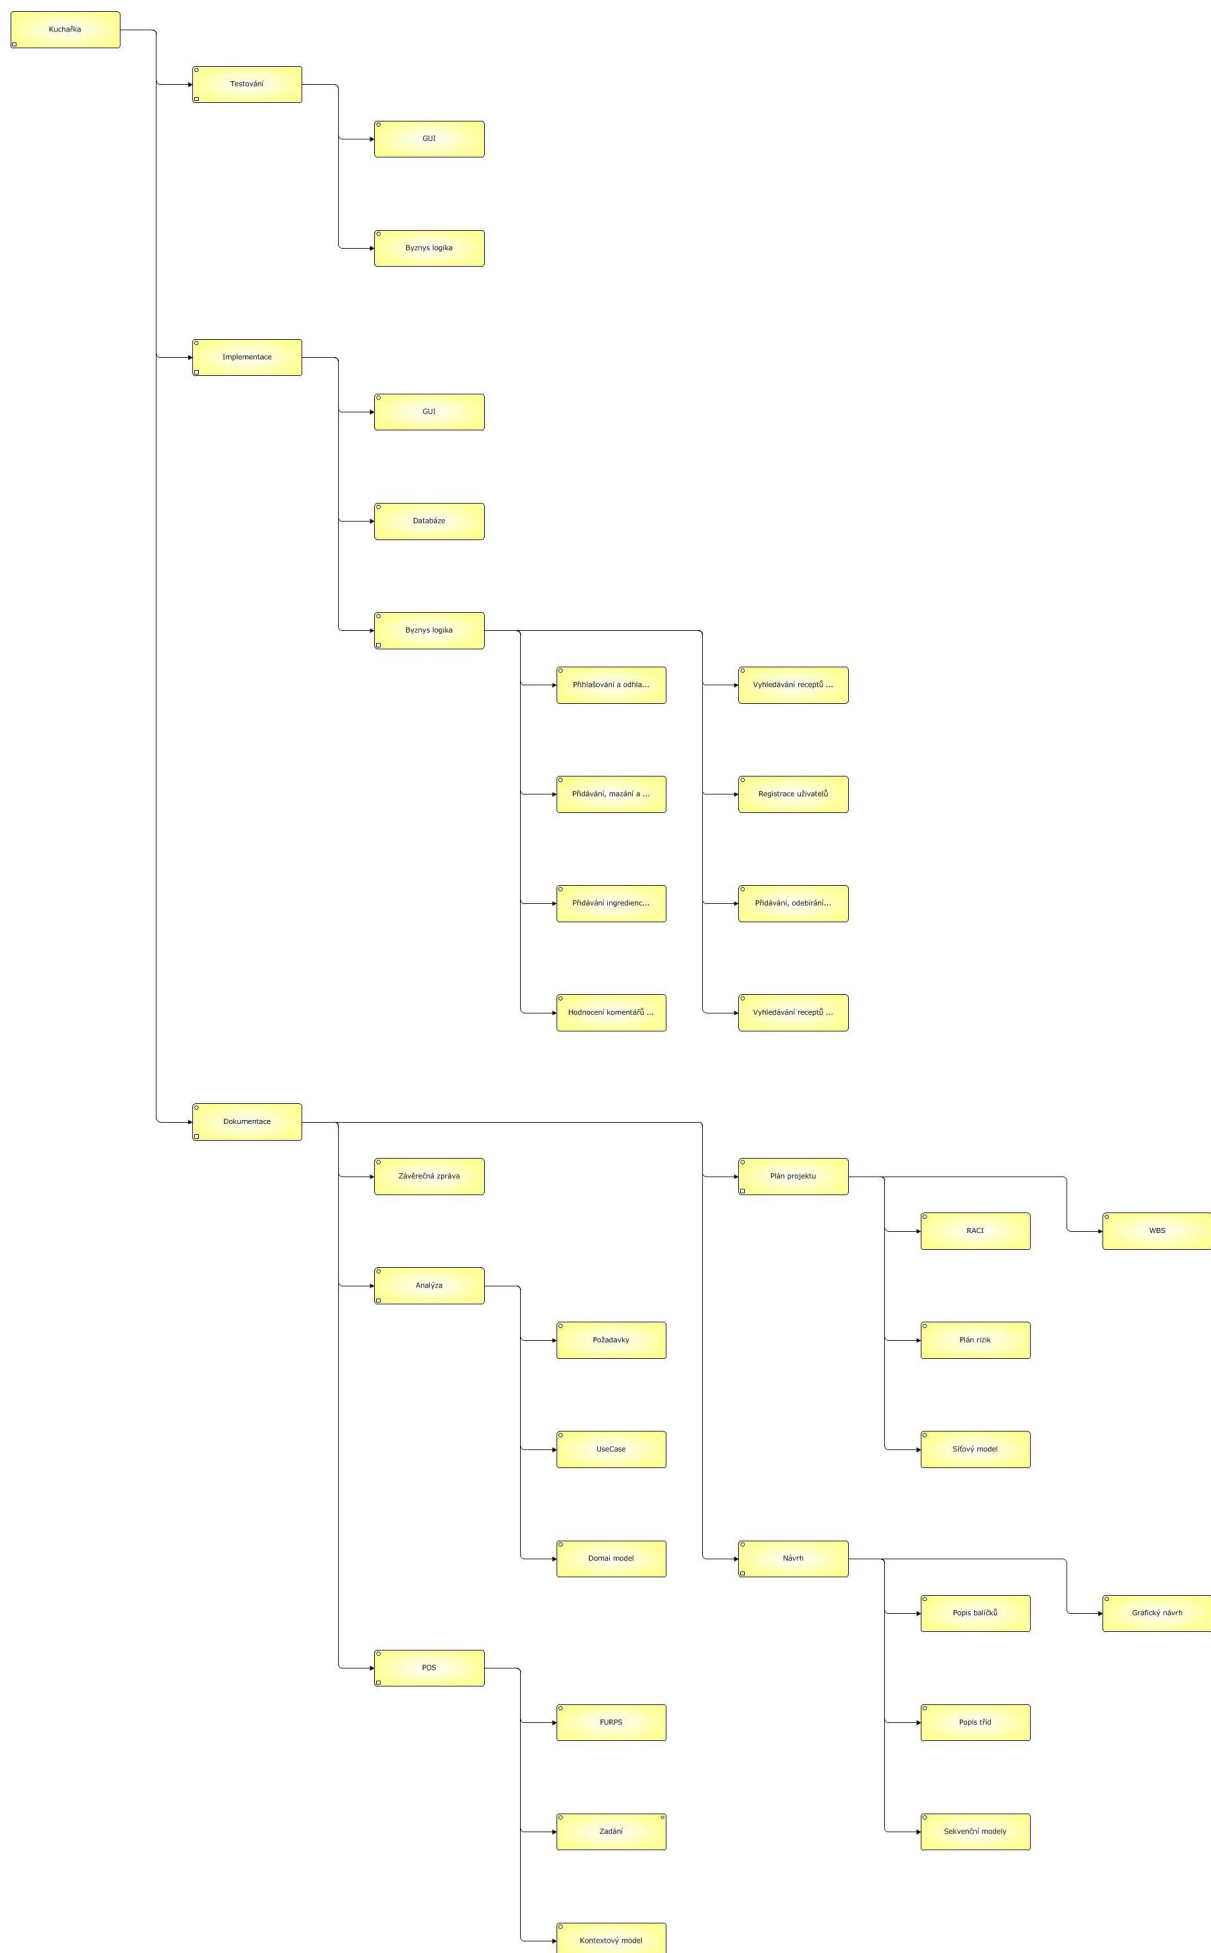 Kuchařka
Testování
GUI
Byznys logika
Implementace
GUI
Databáze
Byznys logika
Přihlašování a odhla...
Vyhledávání receptů ...
Přidávání, mazání a ...
Registrace uživatelů
Přidávání ingredienc...
Přidávání, odebírání...
Hodnocení komentářů ...
Vyhledávání receptů ...
Dokumentace
Závěrečná zpráva
Plán projektu
RACI
WBS
Analýza
Požadavky
Plán rizik
UseCase
Síťový model
Domai model
Návrh
Popis balíčků
Grafický návrh
POS
FURPS
Popis tříd
Zadání
Sekvenční modely
Kontextový model